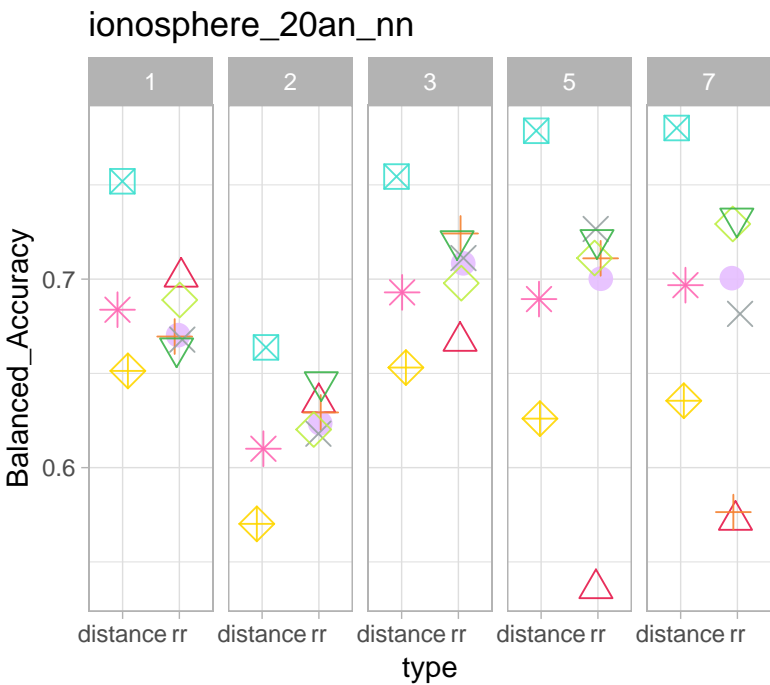 ionosphere_20an_nn
1 2 3 5 7
Balanced_Accuracy
0.7
0.6
distance rr distance rr distance rr distance rr distance rr
type